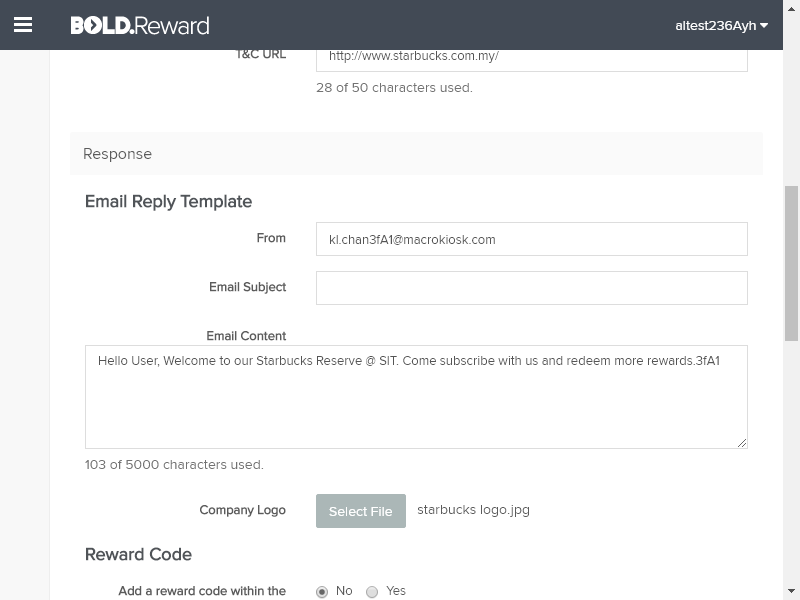 BOLD.Reward
altest236Ayh
T&C URL
http://www.starbucks.com.my/
28 of 50 characters used.
Response
Email Reply Template
From
kl.chan3fA1@macrokiosk.com
Email Subject
Email Content
Hello User, Welcome to our Starbucks Reserve @ SIT. Come subscribe with us and redeem more rewards.3fA1
103 of 5000 characters used.
Company Logo
Select File
starbucks logo.jpg
Reward Code
Add a reward code within the
No
Yes